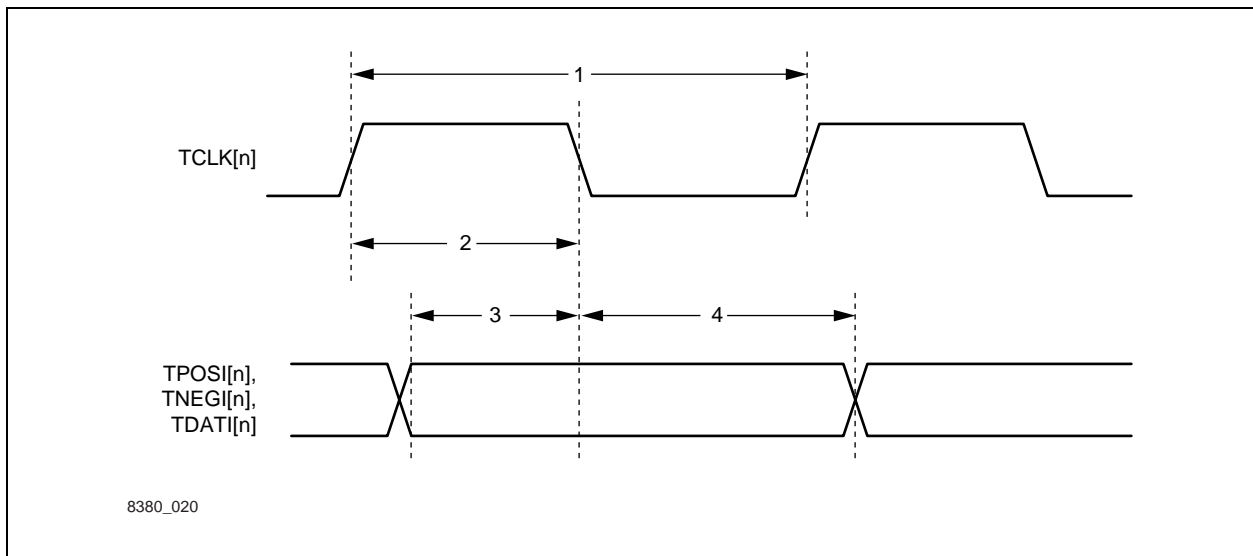 1
TCLK[n]
2
3
4
TPOSI[n],
TNEGI[n],
TDATI[n]
8380_020